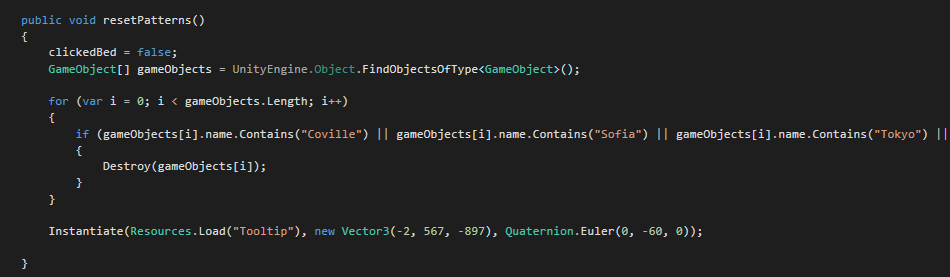 public void resetPatterns()
{
clickedBed = false;
GameObject[] gameObjects = UnityEngine.Object.FindObjectsOfType<GameObject>();
for (var i = 0; i < gameObjects.Length; i++)
{
if (gameObjects[i].name.Contains("Coville") || gameObjects[i].name.Contains("Sofia") || gameObjects[i].name.Contains("Tokyo") ||
{
Destroy(gameObjects[i]);
}
}
Instantiate(Resources.Load("Tooltip"), new Vector3(-2, 567, -897), Quaternion.Euler(0, -60, 0));
}